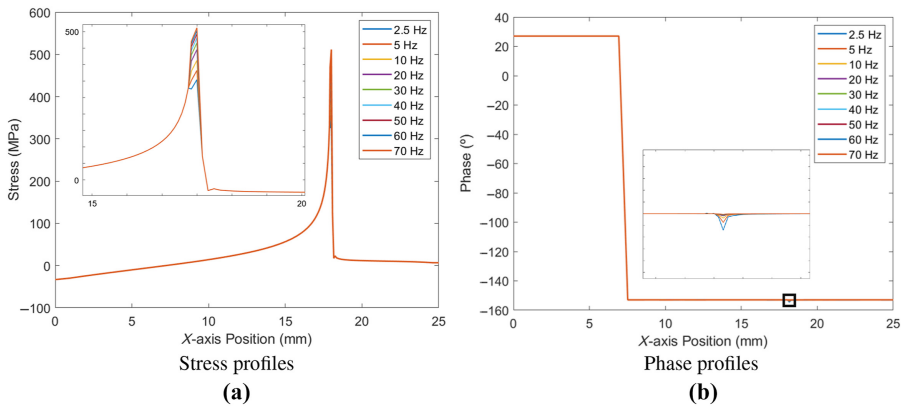 600
500
400
300
200
100
0
−100
0 5 10 15 20 25
Stress (MPa)
X-axis Position (mm)
500
0
15 20
2.5 Hz
5 Hz
10 Hz
20 Hz
30 Hz
40 Hz
50 Hz
60 Hz
70 Hz
Stress profiles
(a)
40
20
0
−20
−40
−60
−80
−100
−120
−140
−160
0 5 10 15 20 25
Phase (°)
X-axis Position (mm)
2.5 Hz
5 Hz
10 Hz
20 Hz
30 Hz
40 Hz
50 Hz
60 Hz
70 Hz
Phase profiles
(b)